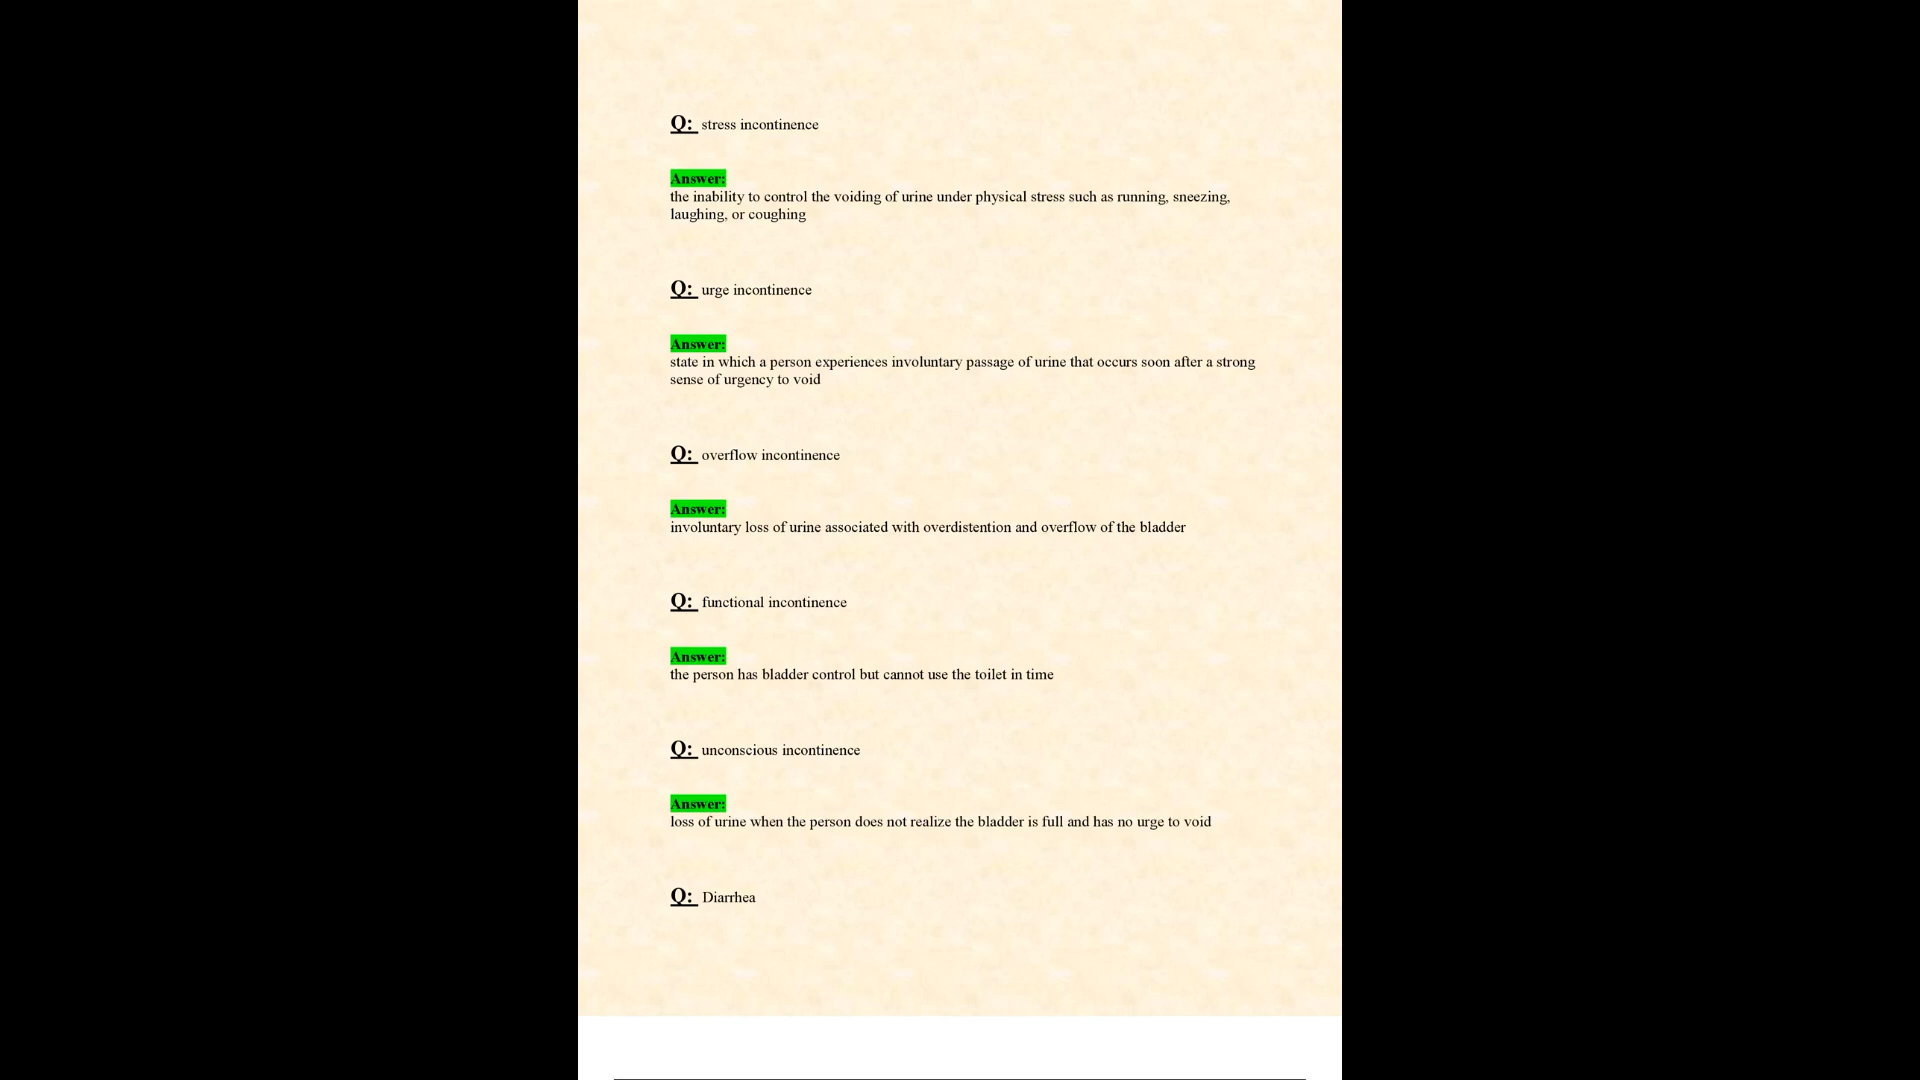 Q: stress incontinence
Answer:
the inability to control the voiding of urine under physical stress such as running, sneezing,
laughing, or coughing
Q: urge incontinence
Answer:
state in which a person experiences involuntary passage of urine that occurs soon after a strong
sense of urgency to void
Q: overflow incontinence
Answer:
involuntary loss of urine associated with overdistention and overflow of the bladder
Q: functional incontinence
Answer:
the person has bladder control but cannot use the toilet in time
Q: unconscious incontinence
Answer:
loss of urine when the person does not realize the bladder is full and has no urge to void
Q: Diarrhea